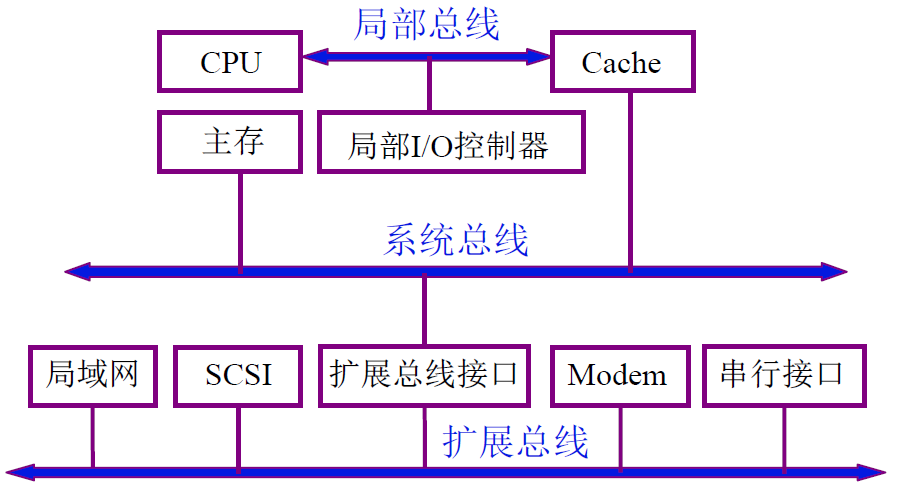 局部总线
CPU
Cache
主存
局部I/O控制器
系统总线
局域网
SCSI
扩展总线接口
Modem
串行接口
扩展总线